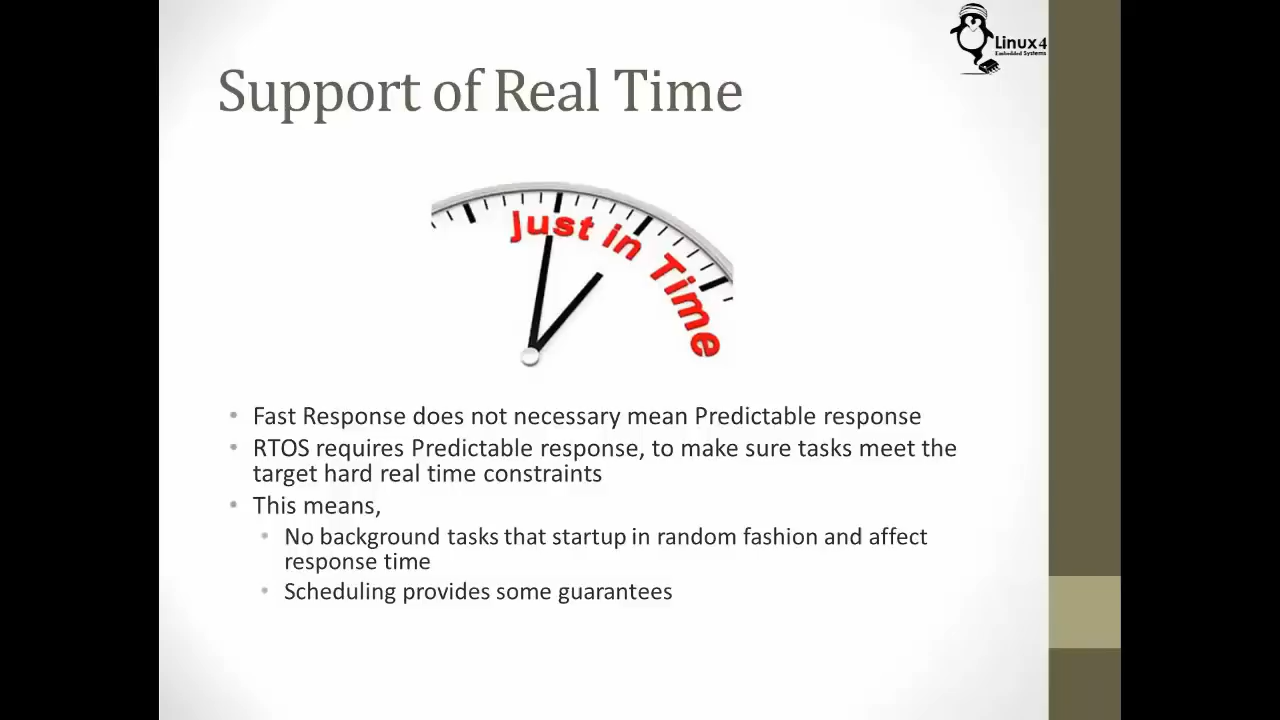 Linux4
Embedded Systems
Support of Real Time
Just in Time
• Fast Response does not necessary mean Predictable response
• RTOS requires Predictable response, to make sure tasks meet the
target hard real time constraints
• This means,
• No background tasks that startup in random fashion and affect
response time
• Scheduling provides some guarantees